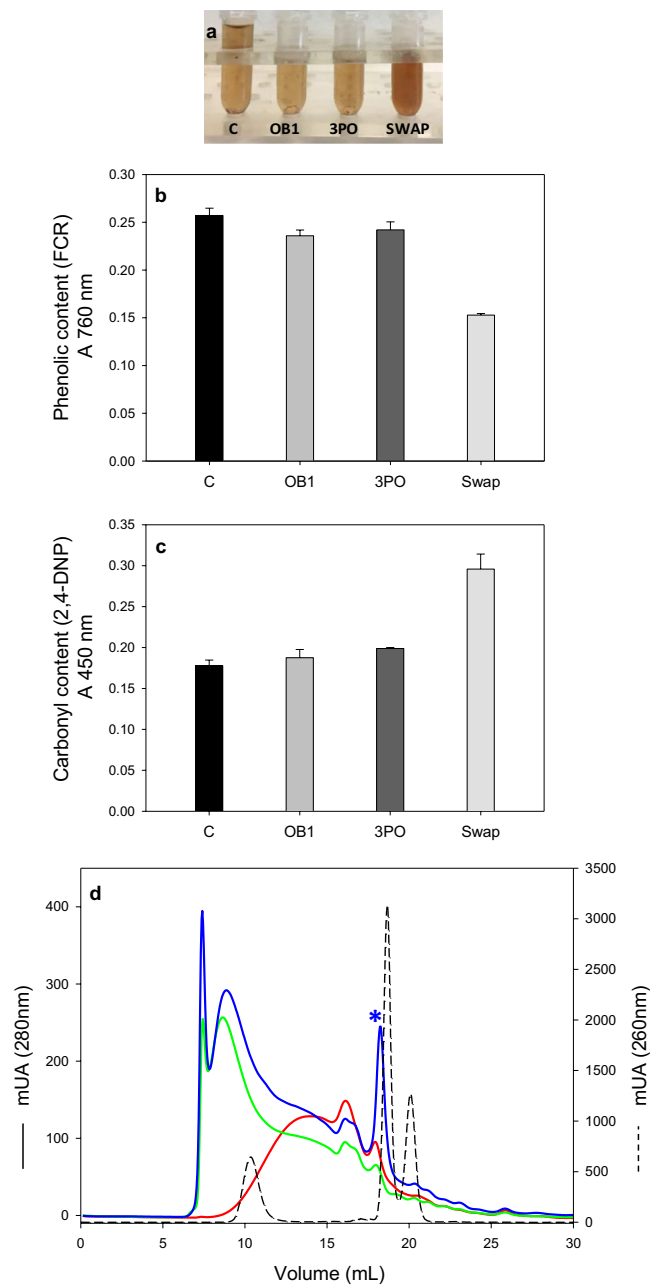 a
C OB1 3PO SWAP
b
Phenolic content (FCR)
A 760 nm
0.30
0.25
0.20
0.15
0.10
0.05
0.00
C OB1 3PO Swap
c
Carbonyl content (2,4-DNP)
A 450 nm
0.35
0.30
0.25
0.20
0.15
0.10
0.05
0.00
C OB1 3PO Swap
d
mUA (280nm)
400
300
200
100
0
*
3500
3000
2500
2000
1500
1000
500
0
mUA (260nm)
0 5 10 15 20 25 30
Volume (mL)